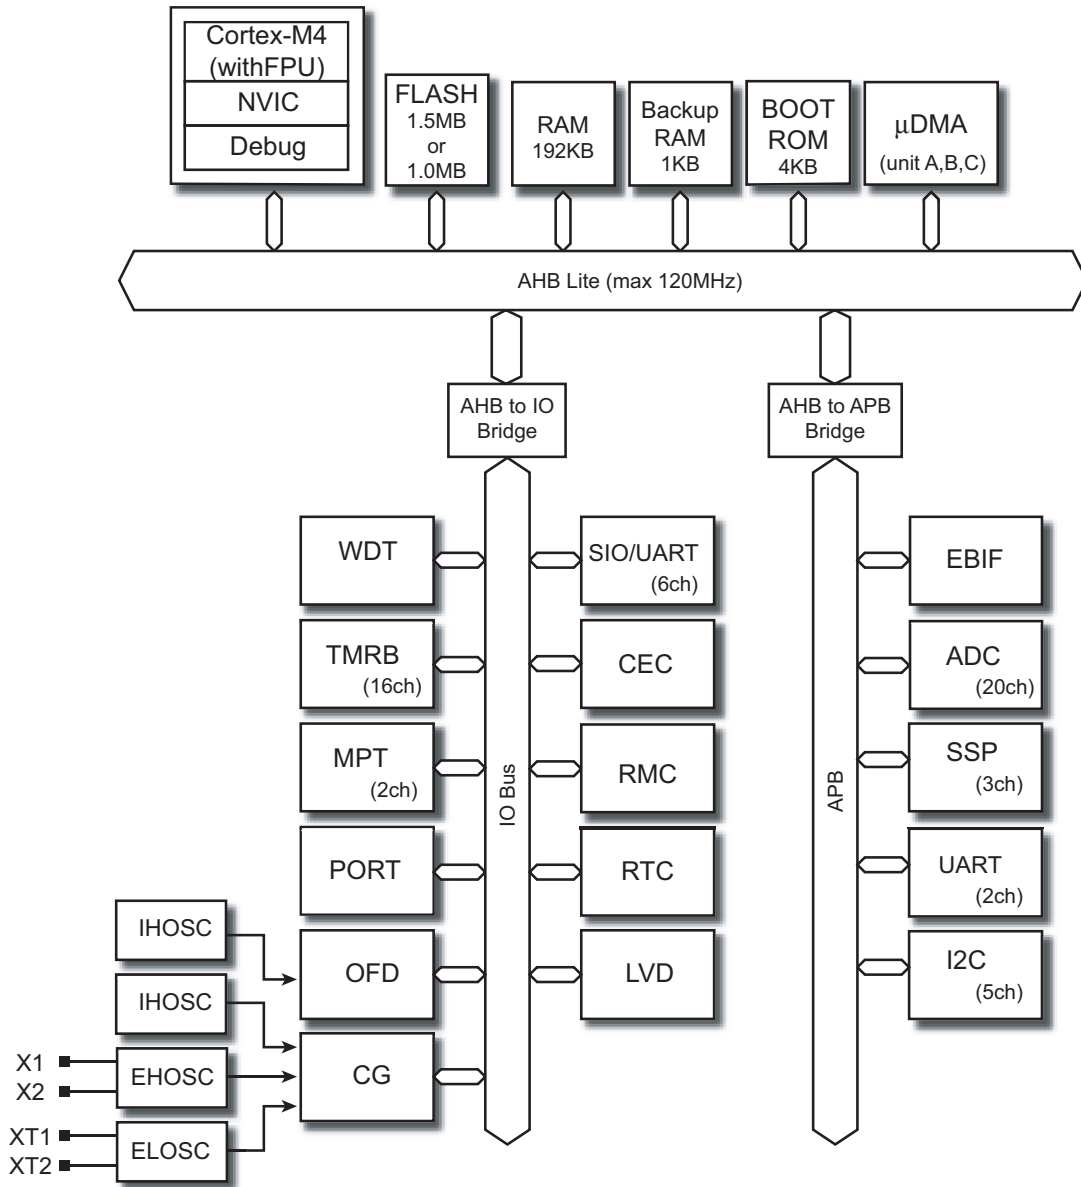 Cortex-M4
(withFPU)
NVIC
Debug
FLASH
1.5MB
or
1.0MB
RAM
192KB
Backup
RAM
1KB
BOOT
ROM
4KB
μDMA
(unit A,B,C)
AHB Lite (max 120MHz)
AHB to IO
Bridge
AHB to APB
Bridge
WDT
TMRB
(16ch)
MPT
(2ch)
PORT
OFD
CG
IO Bus
SIO/UART
(6ch)
CEC
RMC
RTC
LVD
APB
EBIF
ADC
(20ch)
SSP
(3ch)
UART
(2ch)
I2C
(5ch)
IHOSC
IHOSC
X1
X2
EHOSC
XT1
XT2
ELOSC